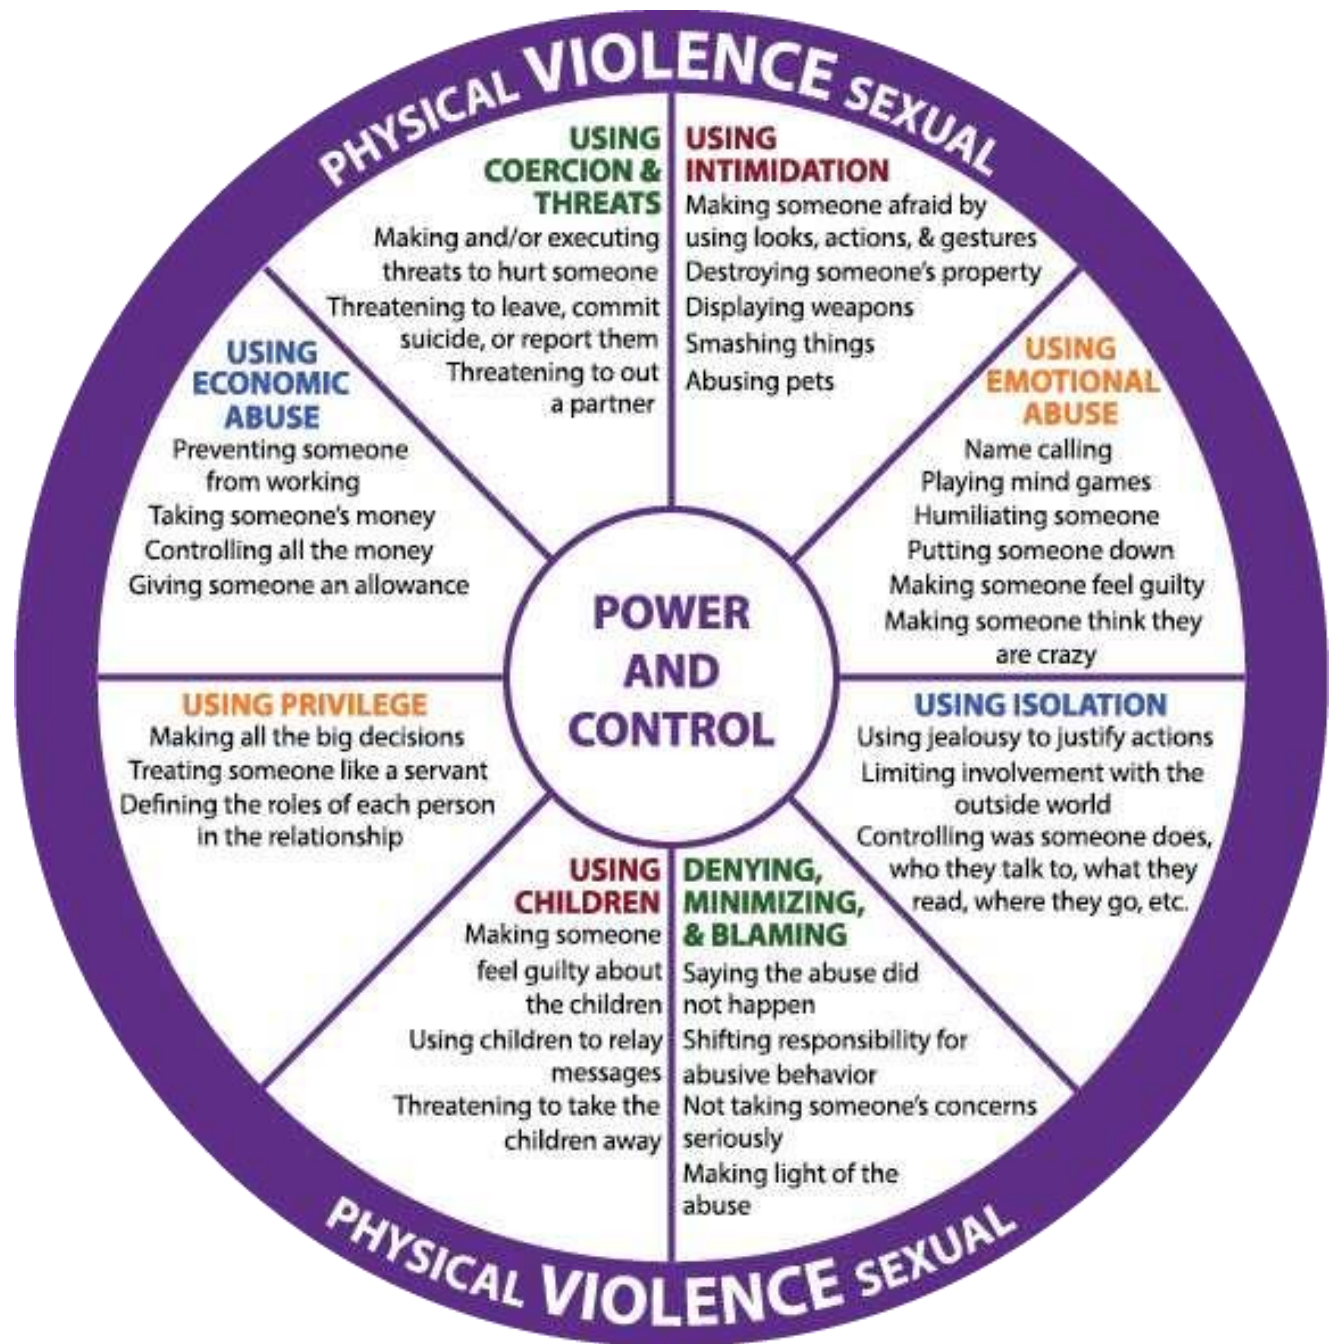 PHYSICAL VIOLENCE SEXUAL
USING
COERCION &
THREATS
Making and/or executing
threats to hurt someone
Threatening to leave, commit
suicide, or report them
Threatening to out
a partner
USING
INTIMIDATION
Making someone afraid by
using looks, actions, & gestures
Destroying someone's property
Displaying weapons
Smashing things
Abusing pets
USING
EMOTIONAL
ABUSE
Name calling
Playing mind games
Humiliating someone
Putting someone down
Making someone feel guilty
Making someone think they
are crazy
USING ISOLATION
Using jealousy to justify actions
Limiting involvement with the
outside world
Controlling was someone does,
who they talk to, what they
read, where they go, etc.
DENYING,
MINIMIZING,
& BLAMING
Saying the abuse did
not happen
Shifting responsibility for
abusive behavior
Not taking someone's concerns
seriously
Making light of the
abuse
USING
CHILDREN
Making someone
feel guilty about
the children
Using children to relay
messages
Threatening to take the
children away
USING PRIVILEGE
Making all the big decisions
Treating someone like a servant
Defining the roles of each person
in the relationship
USING
ECONOMIC
ABUSE
Preventing someone
from working
Taking someone's money
Controlling all the money
Giving someone an allowance
POWER
AND
CONTROL
PHYSICAL VIOLENCE SEXUAL